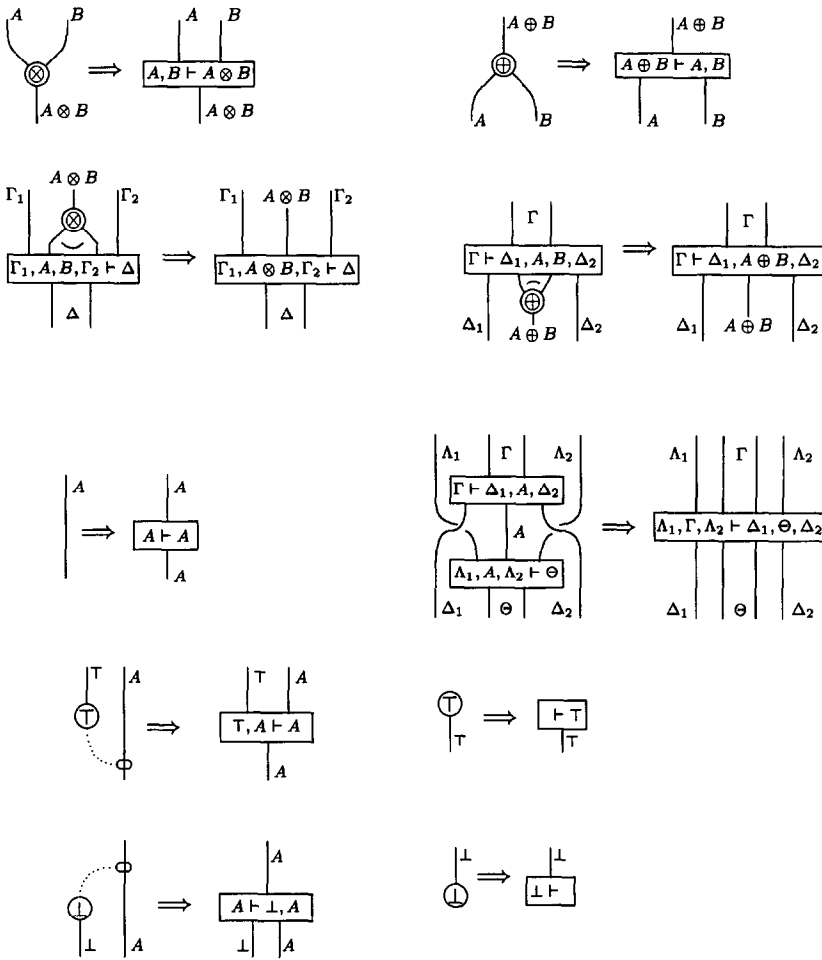 A B ⇒ A B
⊗ A, B ⊢ A ⊗ B
A ⊗ B A ⊗ B
A ⊕ B ⇒ A ⊕ B
⊕ A ⊕ B ⊢ A, B
A B A B
A ⊗ B
Γ₁ Γ₂ ⇒ Γ₁ A ⊗ B Γ₂
⊗
Γ₁, A, B, Γ₂ ⊢ Δ Γ₁, A ⊗ B, Γ₂ ⊢ Δ
Δ Δ
Γ ⇒ Γ
Γ ⊢ Δ₁, A, B, Δ₂ Γ ⊢ Δ₁, A ⊕ B, Δ₂
⊕
Δ₁ A ⊕ B Δ₂ Δ₁ A ⊕ B Δ₂
A ⇒ A
A ⊢ A
A
Λ₁ Γ Λ₂ ⇒ Λ₁ Γ Λ₂
Γ ⊢ Δ₁, A, Δ₂
A Λ₁, Γ, Λ₂ ⊢ Δ₁, Θ, Δ₂
Λ₁, A, Λ₂ ⊢ Θ
Δ₁ Θ Δ₂ Δ₁ Θ Δ₂
⊤ A ⇒ ⊤ A
⊤ ⊤, A ⊢ A
A
⊤ ⇒ ⊢ ⊤
⊤ ⊤
A ⇒ A
⊥ A ⊢ ⊥, A
⊥ A ⊥ A
⊥ ⇒ ⊥
⊥ ⊥ ⊢